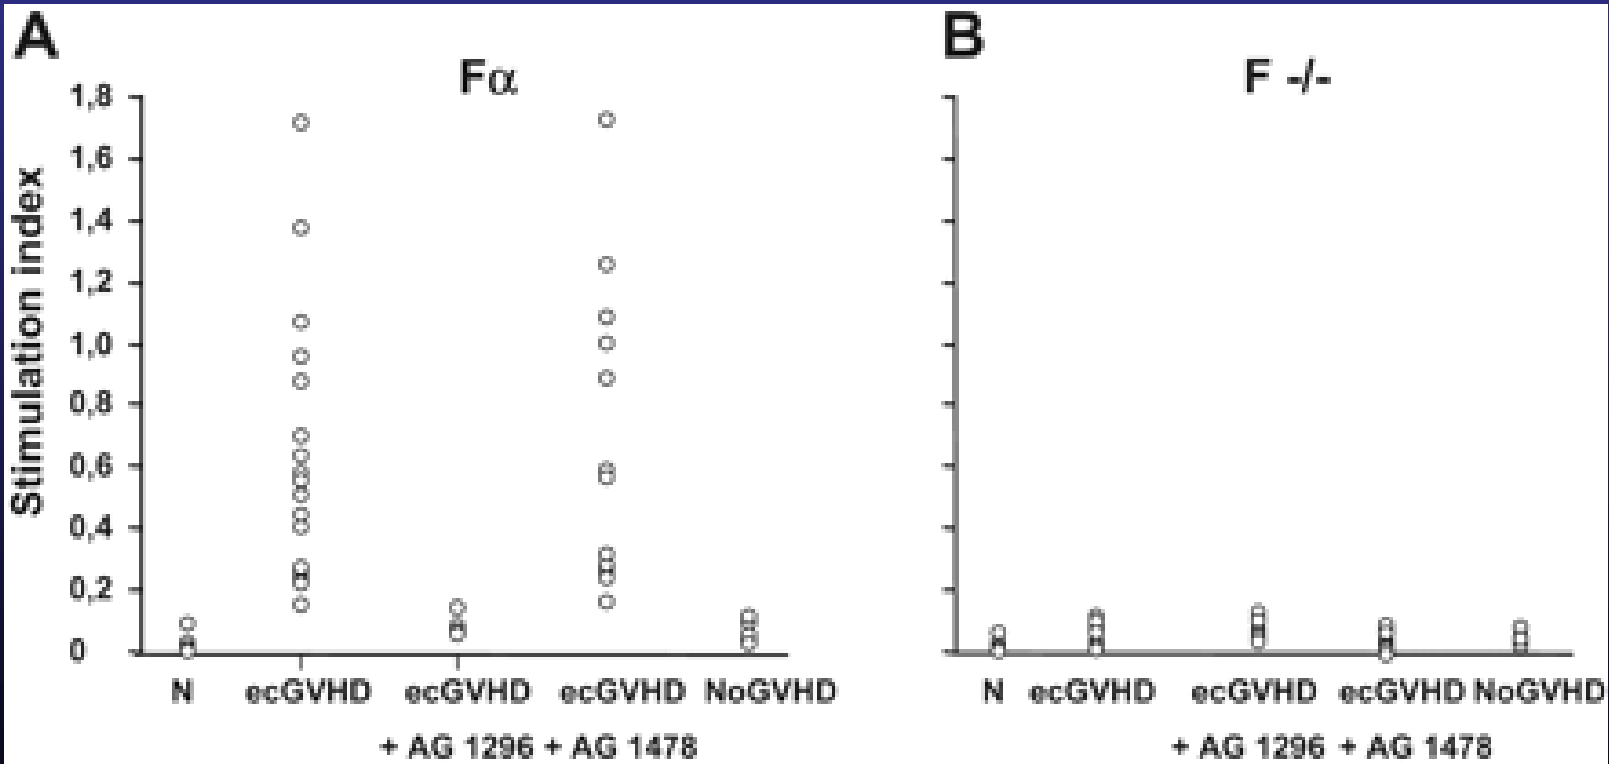 A
B
Fα
F -/-
Stimulation index
1,8
1,6
1,4
1,2
1,0
0,8
0,6
0,4
0,2
0
N ecGVHD ecGVHD ecGVHD NoGVHD
+ AG 1296 + AG 1478
N ecGVHD ecGVHD ecGVHD NoGVHD
+ AG 1296 + AG 1478